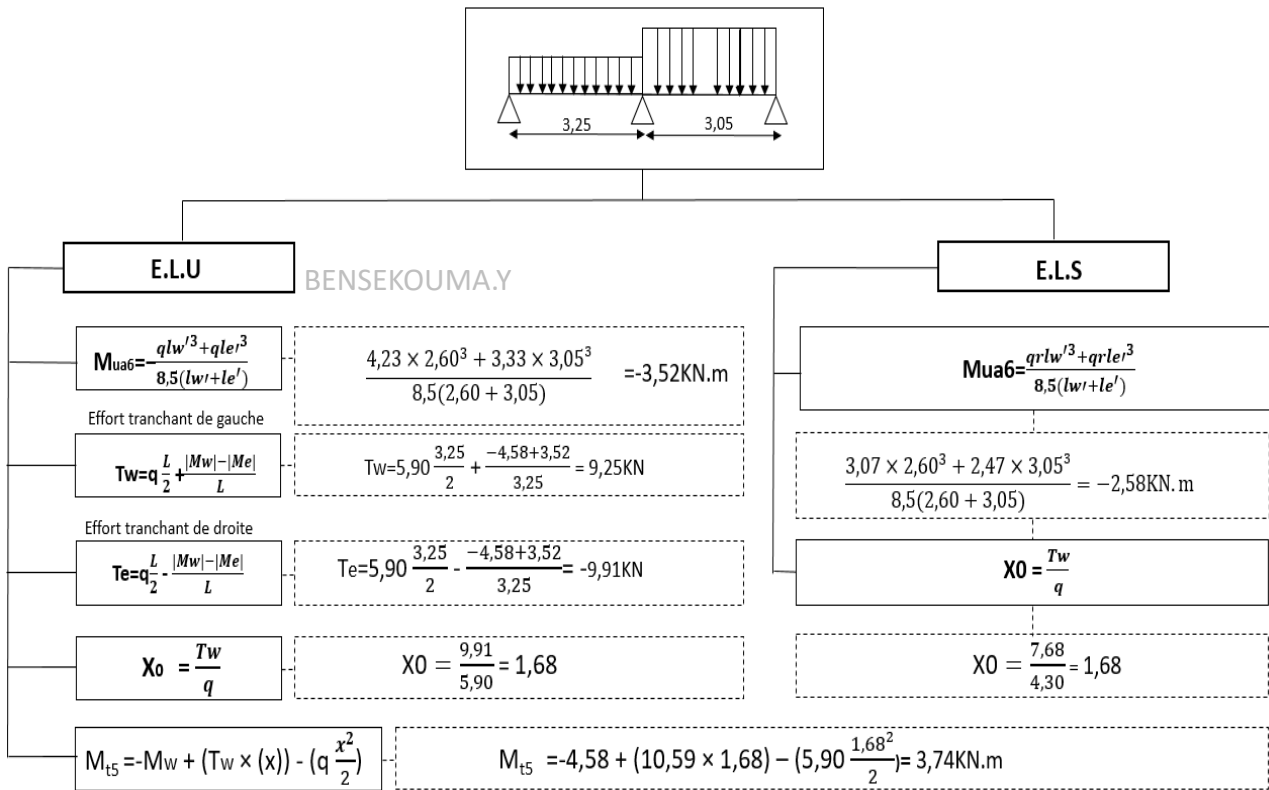 3,25
3,05
E.L.U
E.L.S
BENSEKOUMA.Y
Mua6=-(qlw'³+qle'³)/(8,5(lw'+le'))
(4,23 × 2,60³ + 3,33 × 3,05³)/(8,5(2,60 + 3,05)) =-3,52KN.m
Effort tranchant de gauche
Tw=q L/2 + (|Mw|−|Me|)/L
Tw=5,90 3,25/2 + (−4,58+3,52)/3,25 = 9,25KN
Effort tranchant de droite
Te=q L/2 - (|Mw|−|Me|)/L
Te=5,90 3,25/2 - (−4,58+3,52)/3,25 = -9,91KN
X₀ = Tw/q
X0 = 9,91/5,90 = 1,68
Mt5 =-Mw + (Tw × (x)) - (q x²/2)
Mt5 =-4,58 + (10,59 × 1,68) − (5,90 1,68²/2)= 3,74KN.m
Mua6=(qrlw'³+qrle'³)/(8,5(lw'+le'))
(3,07 × 2,60³ + 2,47 × 3,05³)/(8,5(2,60 + 3,05)) = −2,58KN. m
X0 = Tw/q
X0 = 7,68/4,30 = 1,68